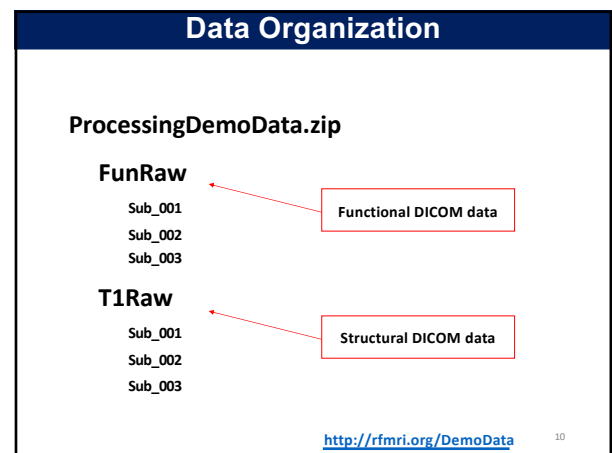 Data Organization
ProcessingDemoData.zip
FunRaw
Sub_001
Functional DICOM data
Sub_002
Sub_003
T1Raw
Sub_001
Structural DICOM data
Sub_002
Sub_003
http://rfmri.org/DemoData
10